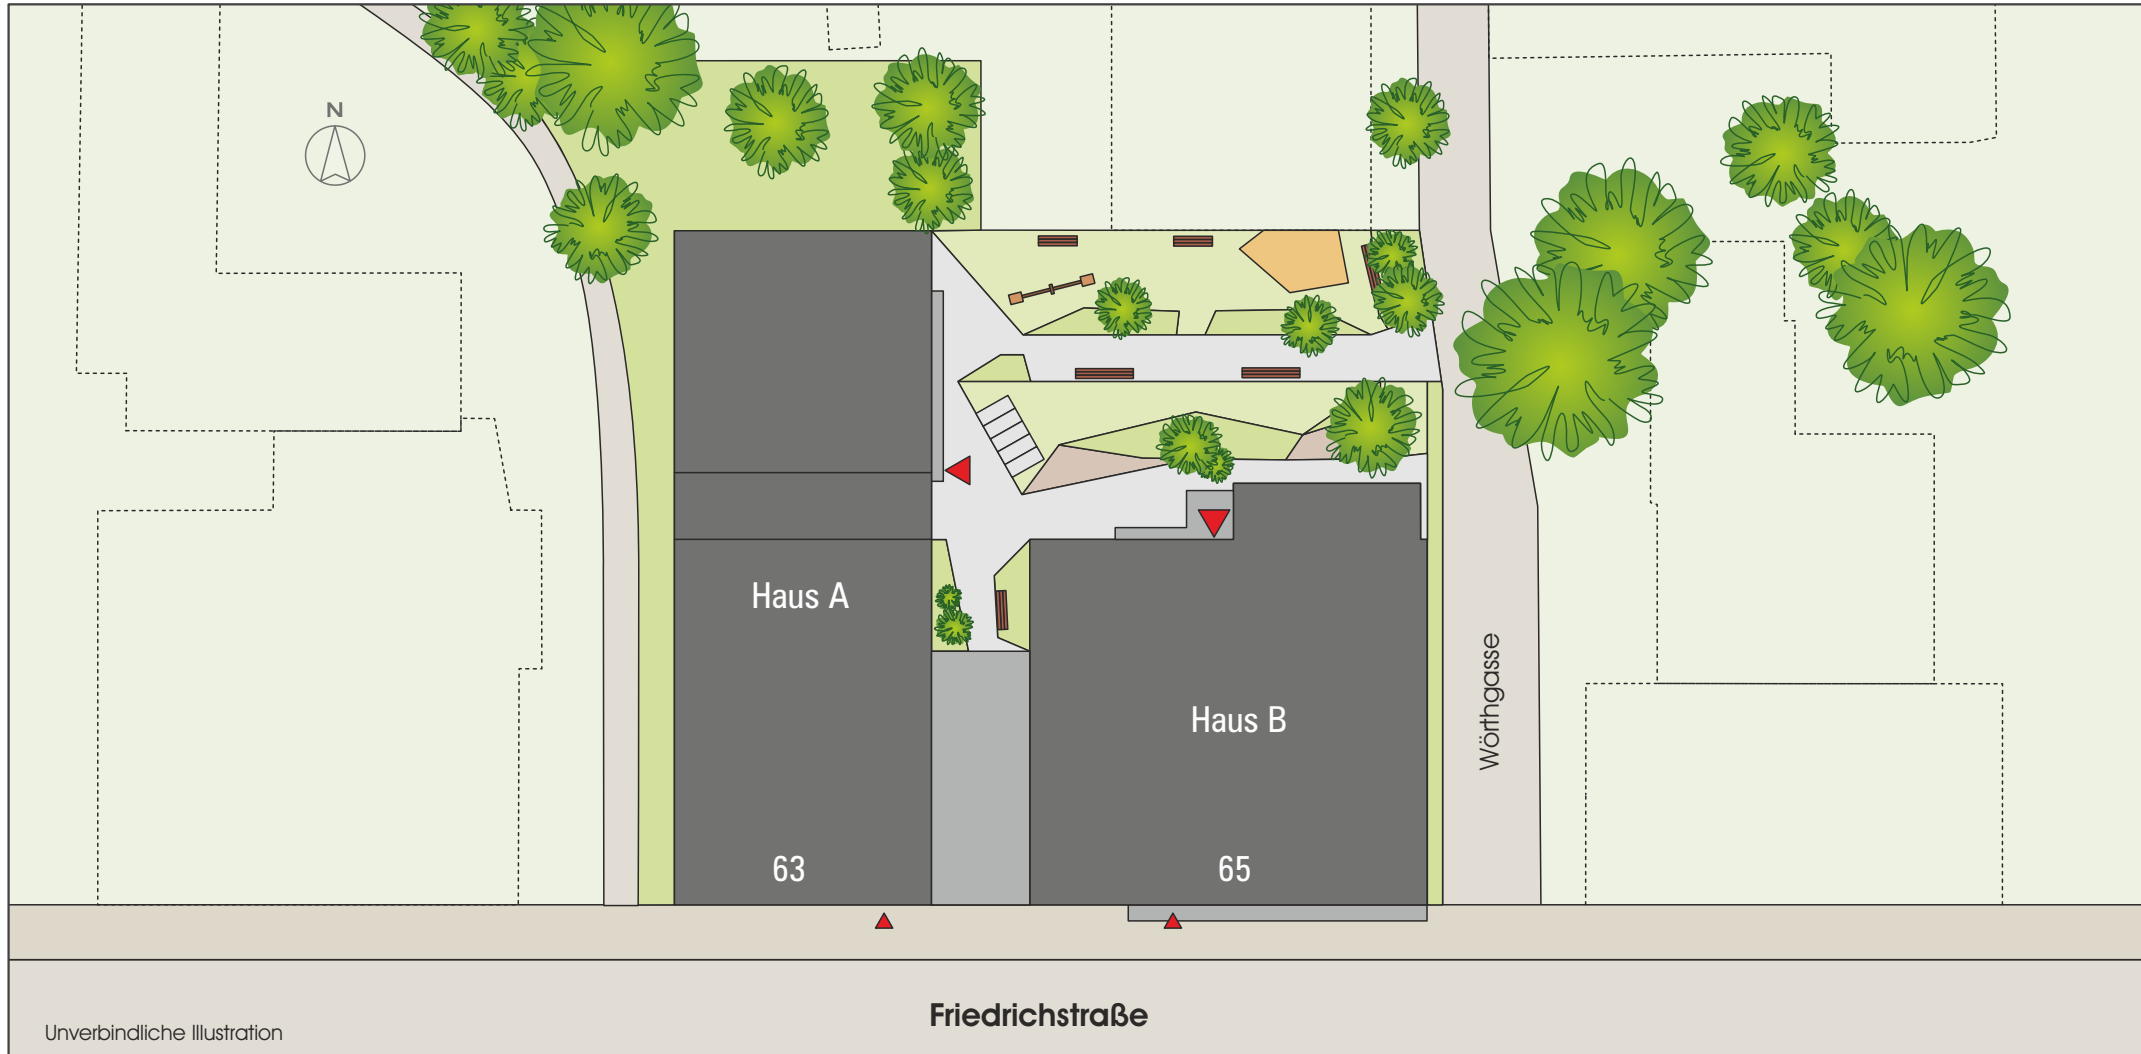 N
Haus A
Haus B
Wörthgasse
63
65
Friedrichstraße
Unverbindliche Illustration